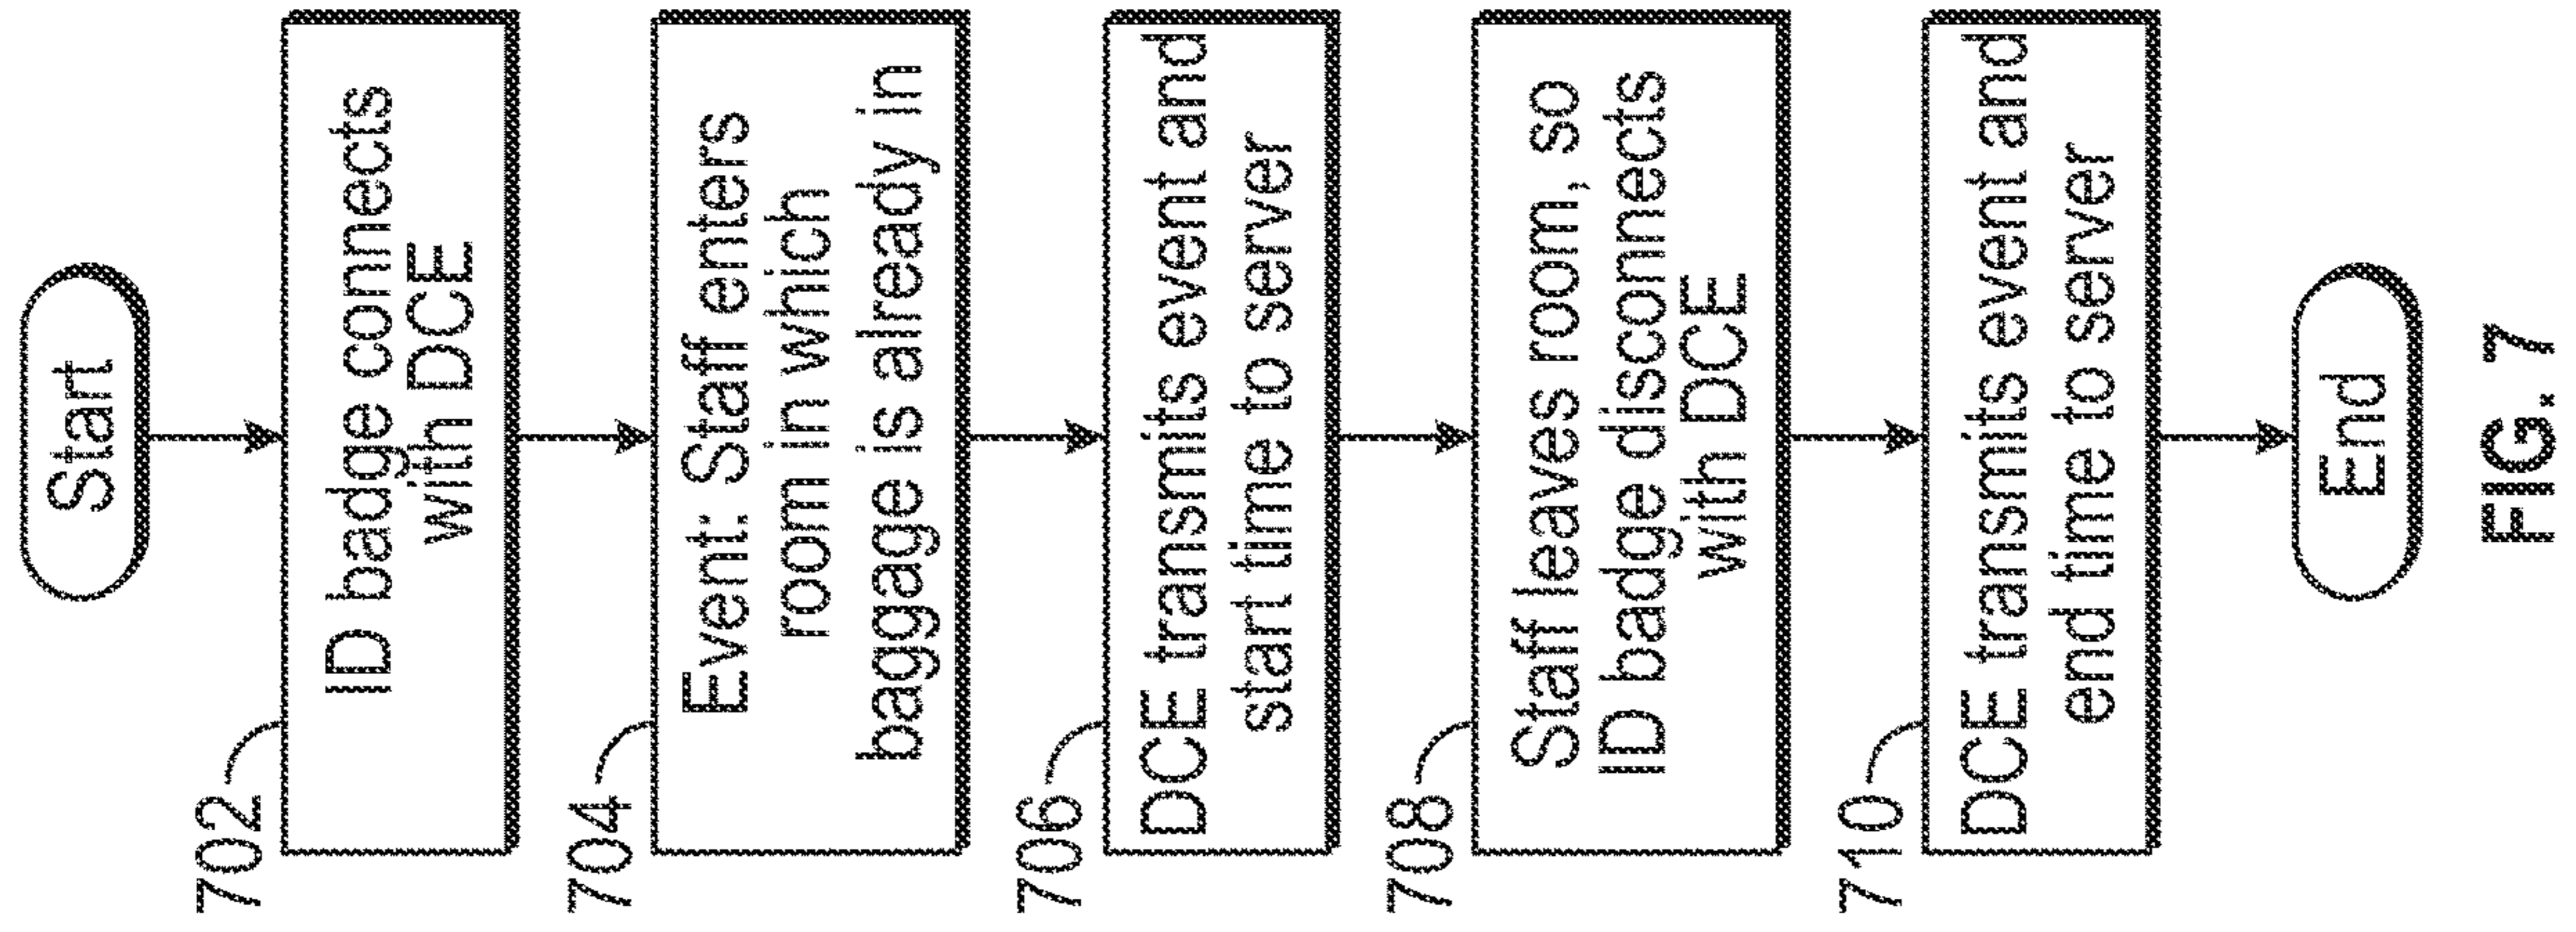 Start
702
ID badge connects
with DCE
704
Event: Staff enters
room in which
baggage is already in
706
DCE transmits event and
start time to server
708
Staff leaves room, so
ID badge disconnects
with DCE
710
DCE transmits event and
end time to server
End
FIG. 7